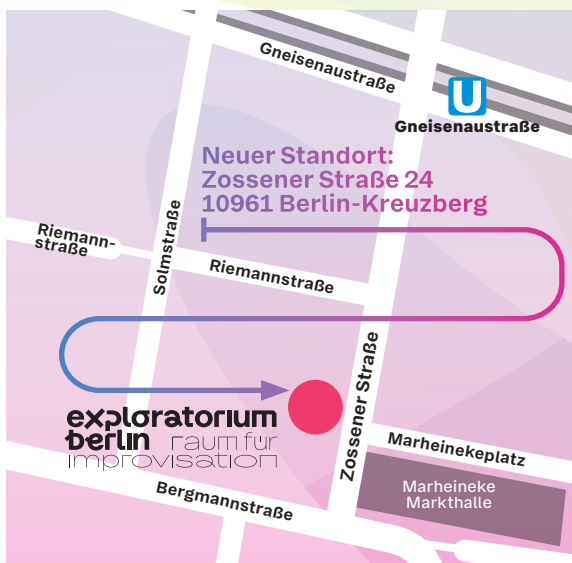 Gneisenaustraße
U
Gneisenaustraße
Neuer Standort:
Zossener Straße 24
10961 Berlin-Kreuzberg
Riemann-
straße
Solmstraße
Riemannstraße
Zossener Straße
exploratorium
berlin raum für
improvisation
Marheinekeplatz
Marheineke
Markthalle
Bergmannstraße